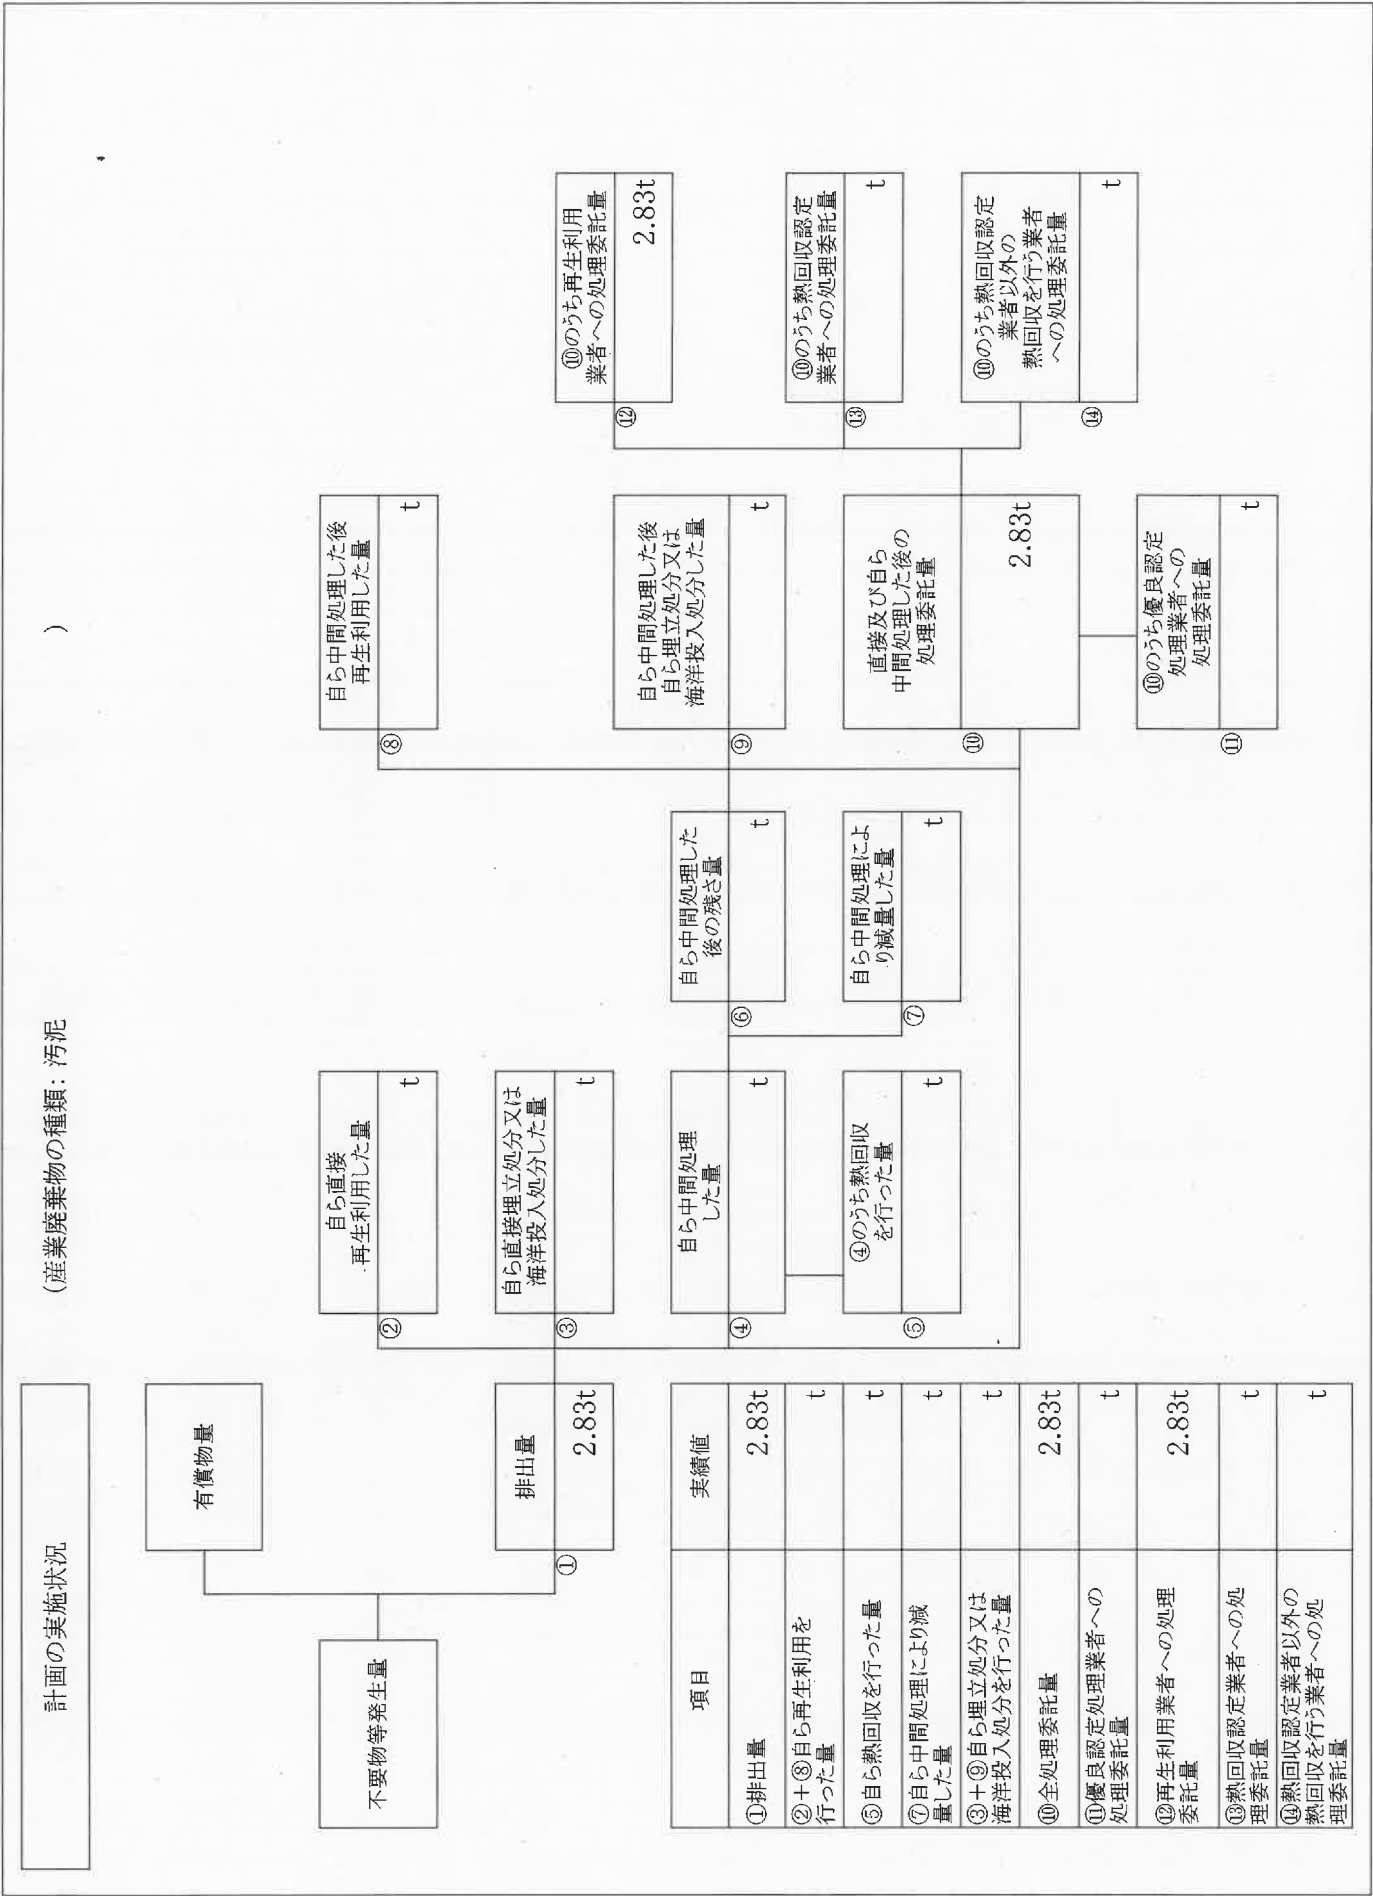 計画の実施状況
(産業廃棄物の種類: 汚泥 )
不要物等発生量
有償物量
①
排出量
2.83t
②
自ら直接
再生利用した量
t
③
自ら直接埋立処分又は
海洋投入処分した量
t
④
自ら中間処理
した量
t
⑤
④のうち熱回収
を行った量
t
⑥
自ら中間処理した
後の残さ量
t
⑦
自ら中間処理によ
り減量した量
t
⑧
自ら中間処理した後
再生利用した量
t
⑨
自ら中間処理した後
自ら埋立処分又は
海洋投入処分した量
t
⑩
直接及び自ら
中間処理した後の
処理委託量
2.83t
⑪
⑩のうち優良認定
処理業者への
処理委託量
t
⑫
⑩のうち再生利用
業者への処理委託量
2.83t
⑬
⑩のうち熱回収認定
業者への処理委託量
t
⑭
⑩のうち熱回収認定
業者以外の
熱回収を行う業者
への処理委託量
t
項目 実績値
①排出量 2.83t
②+⑧自ら再生利用を
行った量 t
⑤自ら熱回収を行った量 t
⑦自ら中間処理により減
量した量 t
③+⑨自ら埋立処分又は
海洋投入処分を行った量 t
⑩全処理委託量 2.83t
⑪優良認定処理業者への
処理委託量 t
⑫再生利用業者への処理
委託量 2.83t
⑬熱回収認定業者への処
理委託量 t
⑭熱回収認定業者以外の
熱回収を行う業者への処
理委託量 t